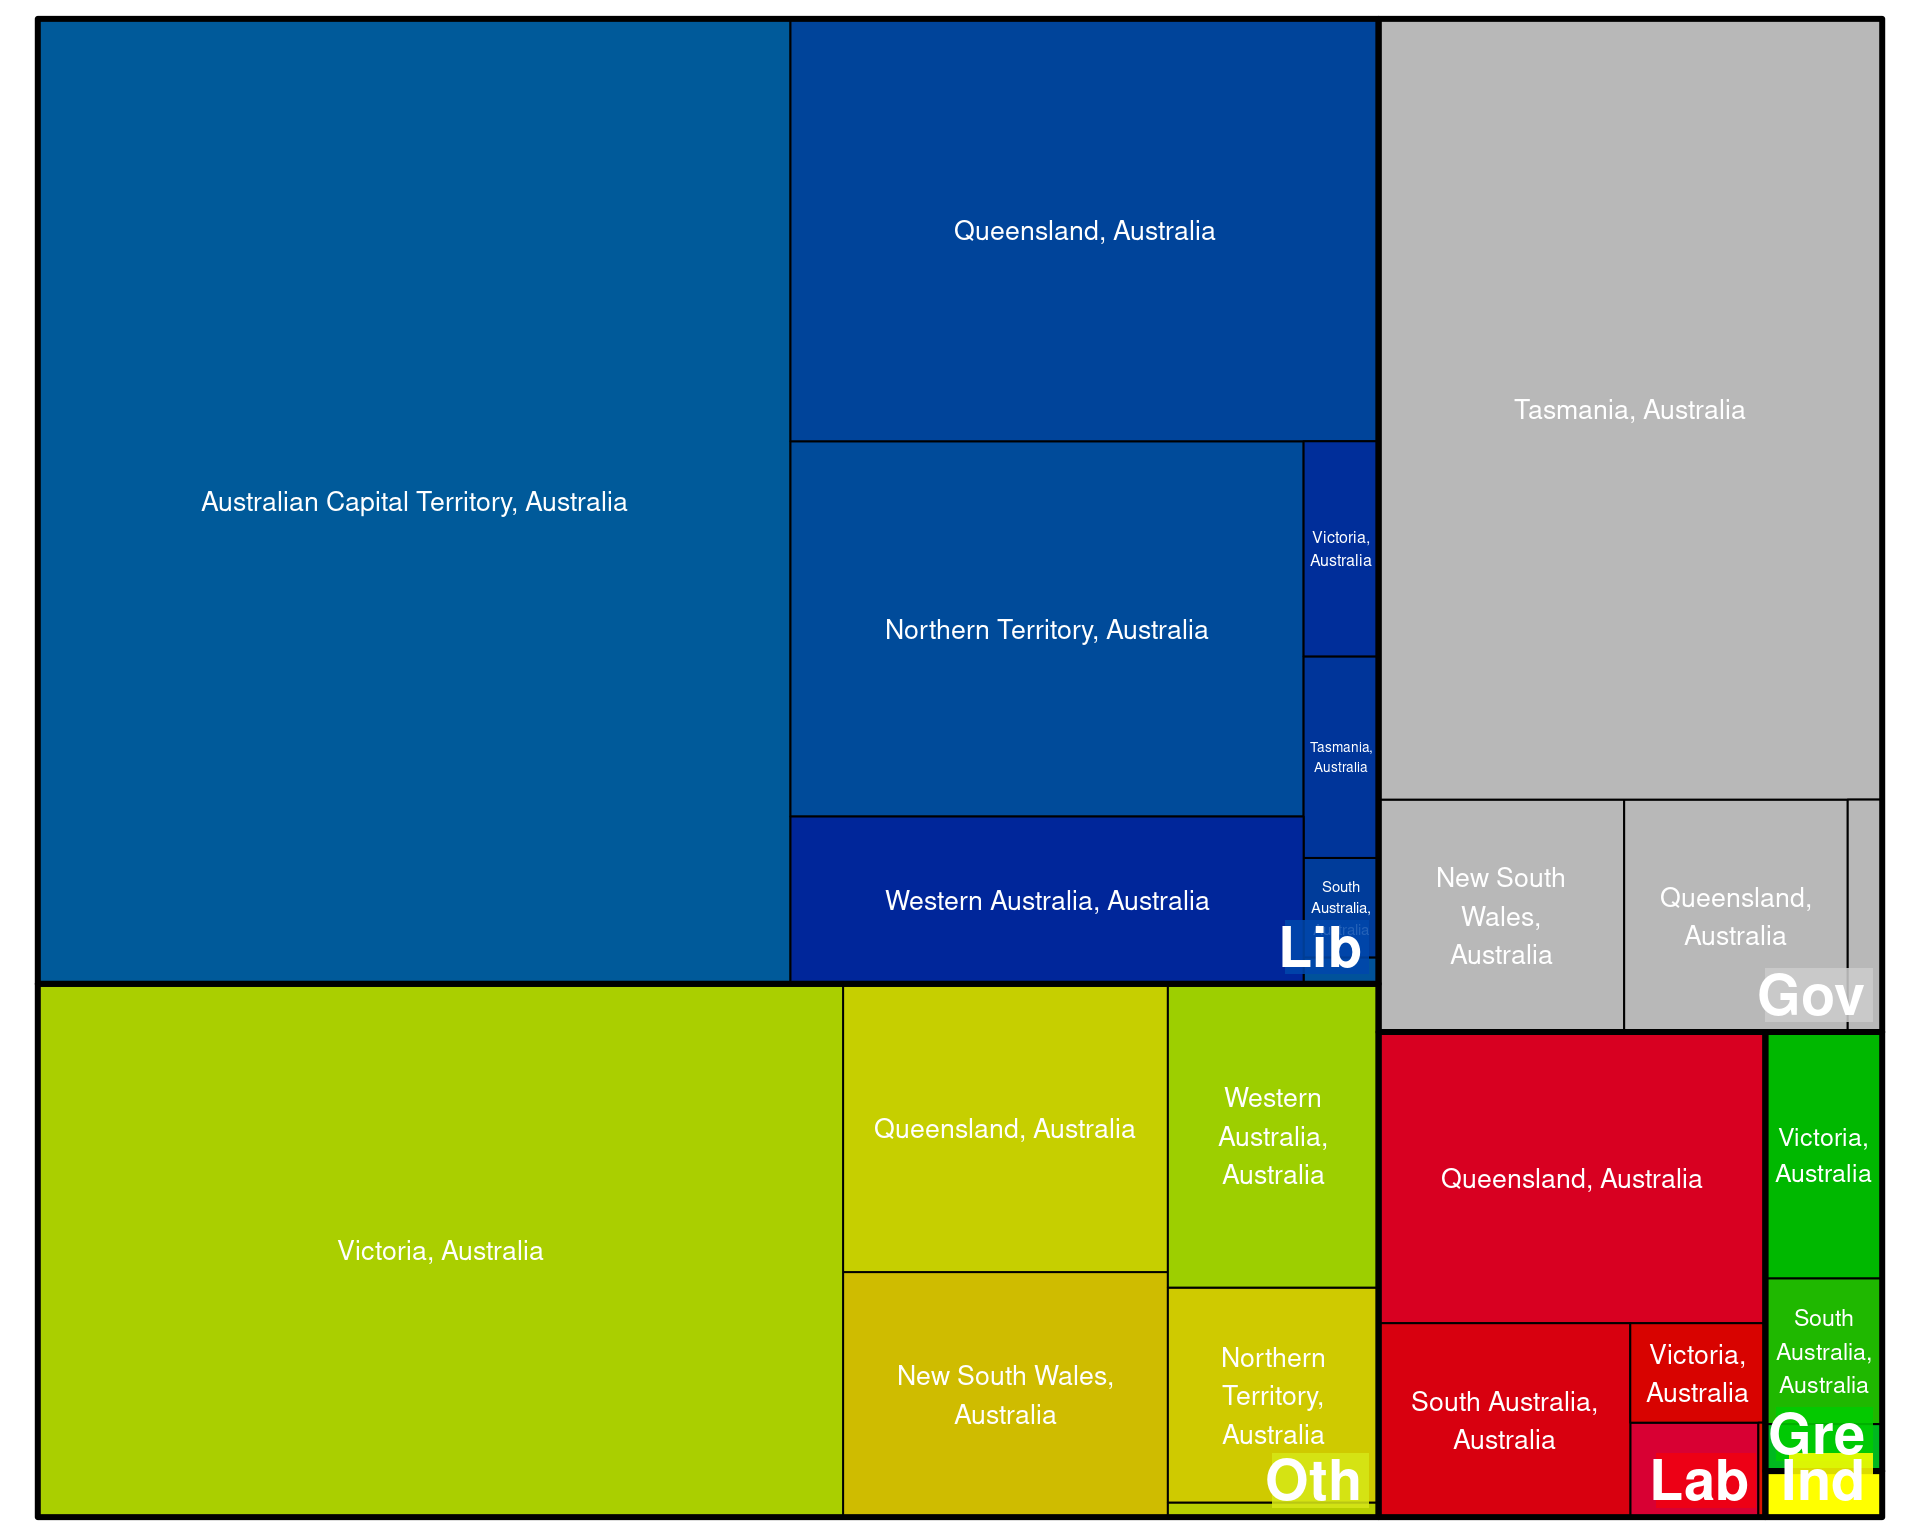 Australian Capital Territory, Australia
Queensland, Australia
Northern Territory, Australia
Victoria,
Australia
Tasmania,
Australia
Western Australia, Australia
South
Australia,
Lib
Tasmania, Australia
New South
Wales,
Australia
Queensland,
Australia
Gov
Victoria, Australia
Queensland, Australia
New South Wales,
Australia
Western
Australia,
Australia
Northern
Territory,
Australia
Oth
Queensland, Australia
South Australia,
Australia
Victoria,
Australia
Lab
Victoria,
Australia
South
Australia,
Australia
Gre
Ind